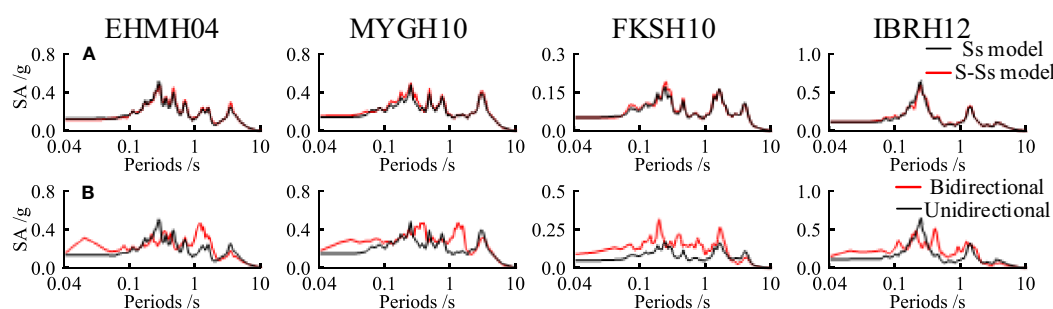 EHMH04 MYGH10 FKSH10 IBRH12
A
Ss model
S-Ss model
SA /g
0.8 0.8 0.3 1.0
0.4 0.4 0.15 0.5
0.0 0.0 0.0 0.0
0.04 0.1 1 10 0.04 0.1 1 10 0.04 0.1 1 10 0.04 0.1 1 10
Periods /s Periods /s Periods /s Periods /s
B
Bidirectional
Unidirectional
SA /g
0.8 0.8 0.5 1.0
0.4 0.4 0.25 0.5
0.0 0.0 0.0 0.0
0.04 0.1 1 10 0.04 0.1 1 10 0.04 0.1 1 10 0.04 0.1 1 10
Periods /s Periods /s Periods /s Periods /s